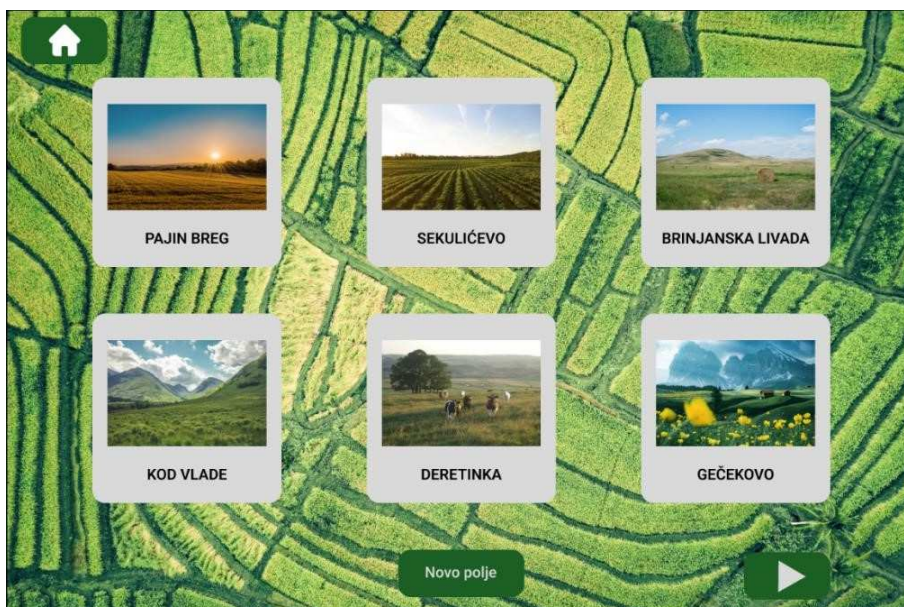 PAJIN BREG
SEKULIĆEVO
BRINJANSKA LIVADA
KOD VLADE
DERETINKA
GEČEKOVO
Novo polje